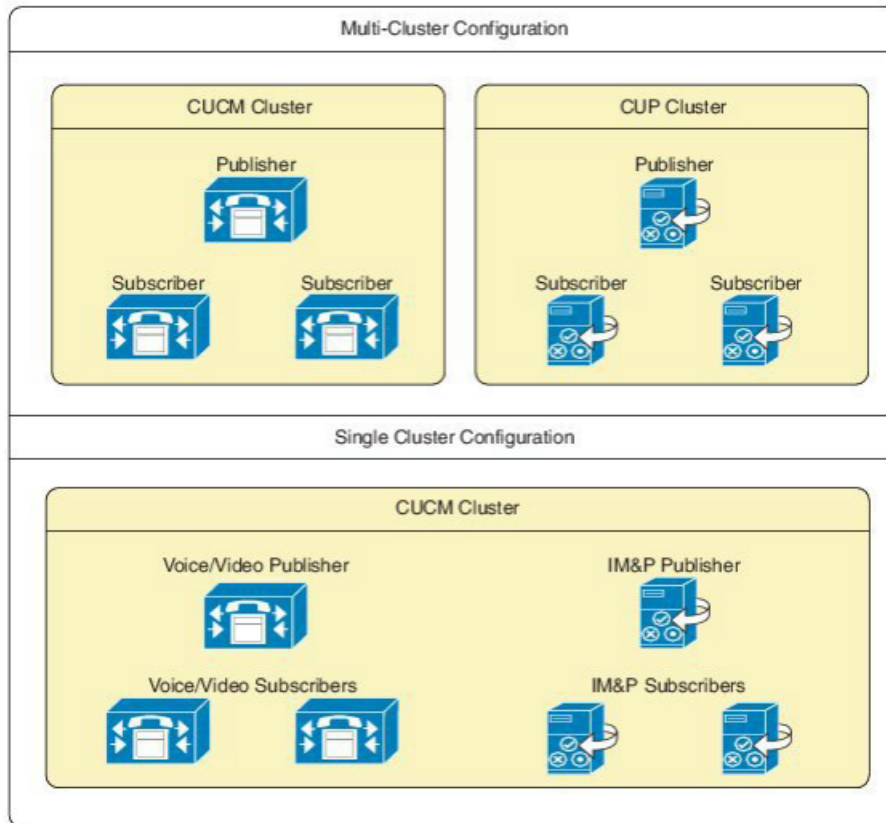 Multi-Cluster Configuration
CUCM Cluster
CUP Cluster
Publisher
Publisher
Subscriber
Subscriber
Subscriber
Subscriber
Single Cluster Configuration
CUCM Cluster
Voice/Video Publisher
IM&P Publisher
Voice/Video Subscribers
IM&P Subscribers